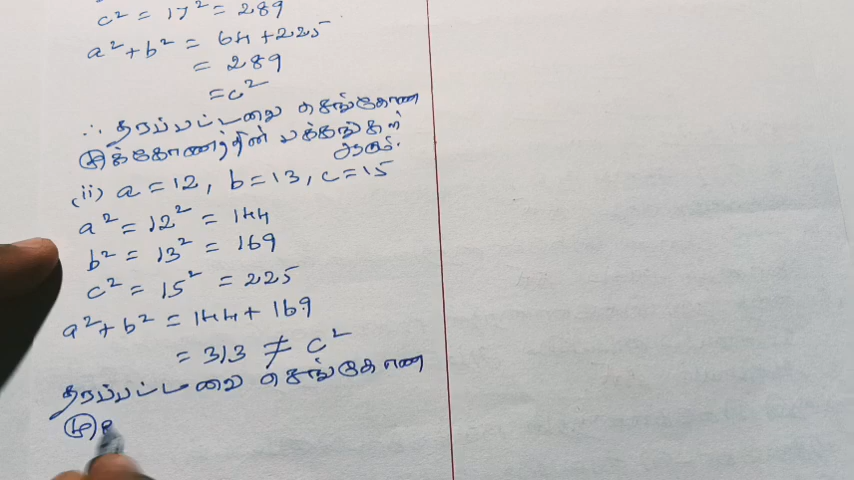 c² = 17² = 289
a² + b² = 64 + 225
= 289
= c²
∴ தரப்பட்டவை செங்கோண
முக்கோணத்தின் பக்கங்கள்
ஆகும்.
(ii) a = 12, b = 13, c = 15
a² = 12² = 144
b² = 13² = 169
c² = 15² = 225
a² + b² = 144 + 169
= 313 ≠ c²
தரப்பட்டவை செங்கோண
மு